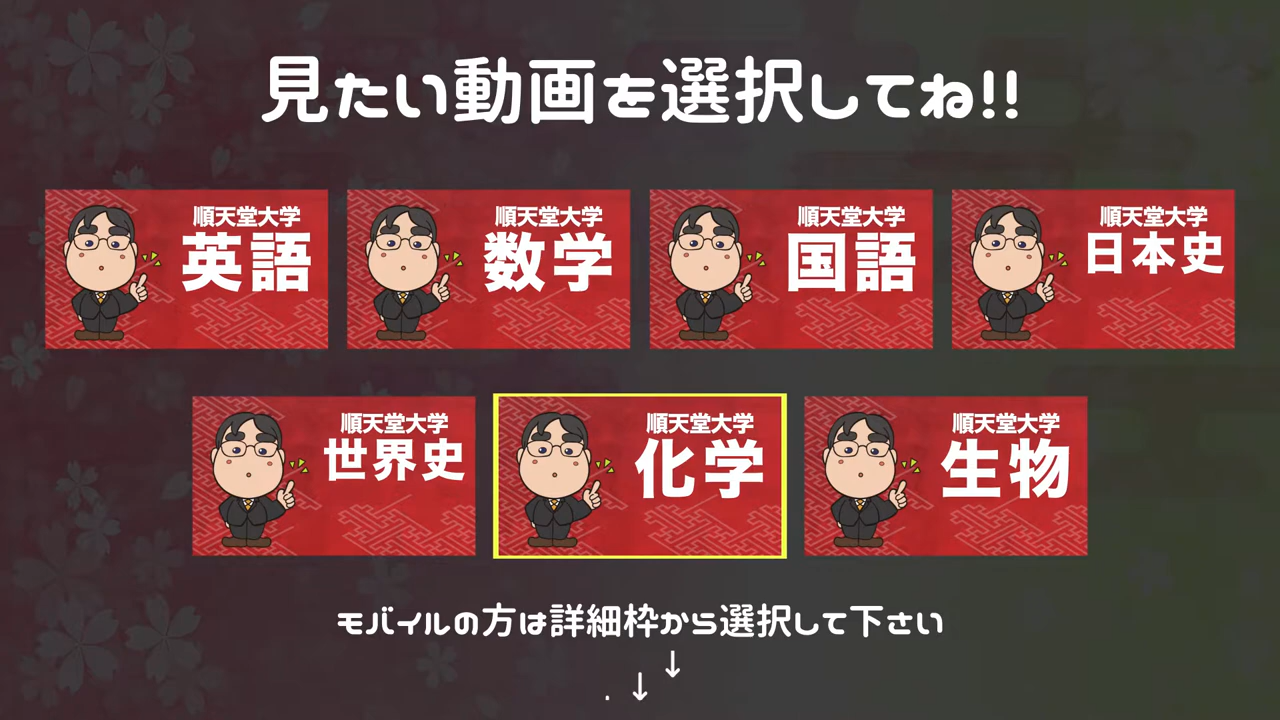 見たい動画を選択してね!!
順天堂大学
英語
順天堂大学
数学
順天堂大学
国語
順天堂大学
日本史
順天堂大学
世界史
順天堂大学
化学
順天堂大学
生物
モバイルの方は詳細枠から選択して下さい
↓
. ↓